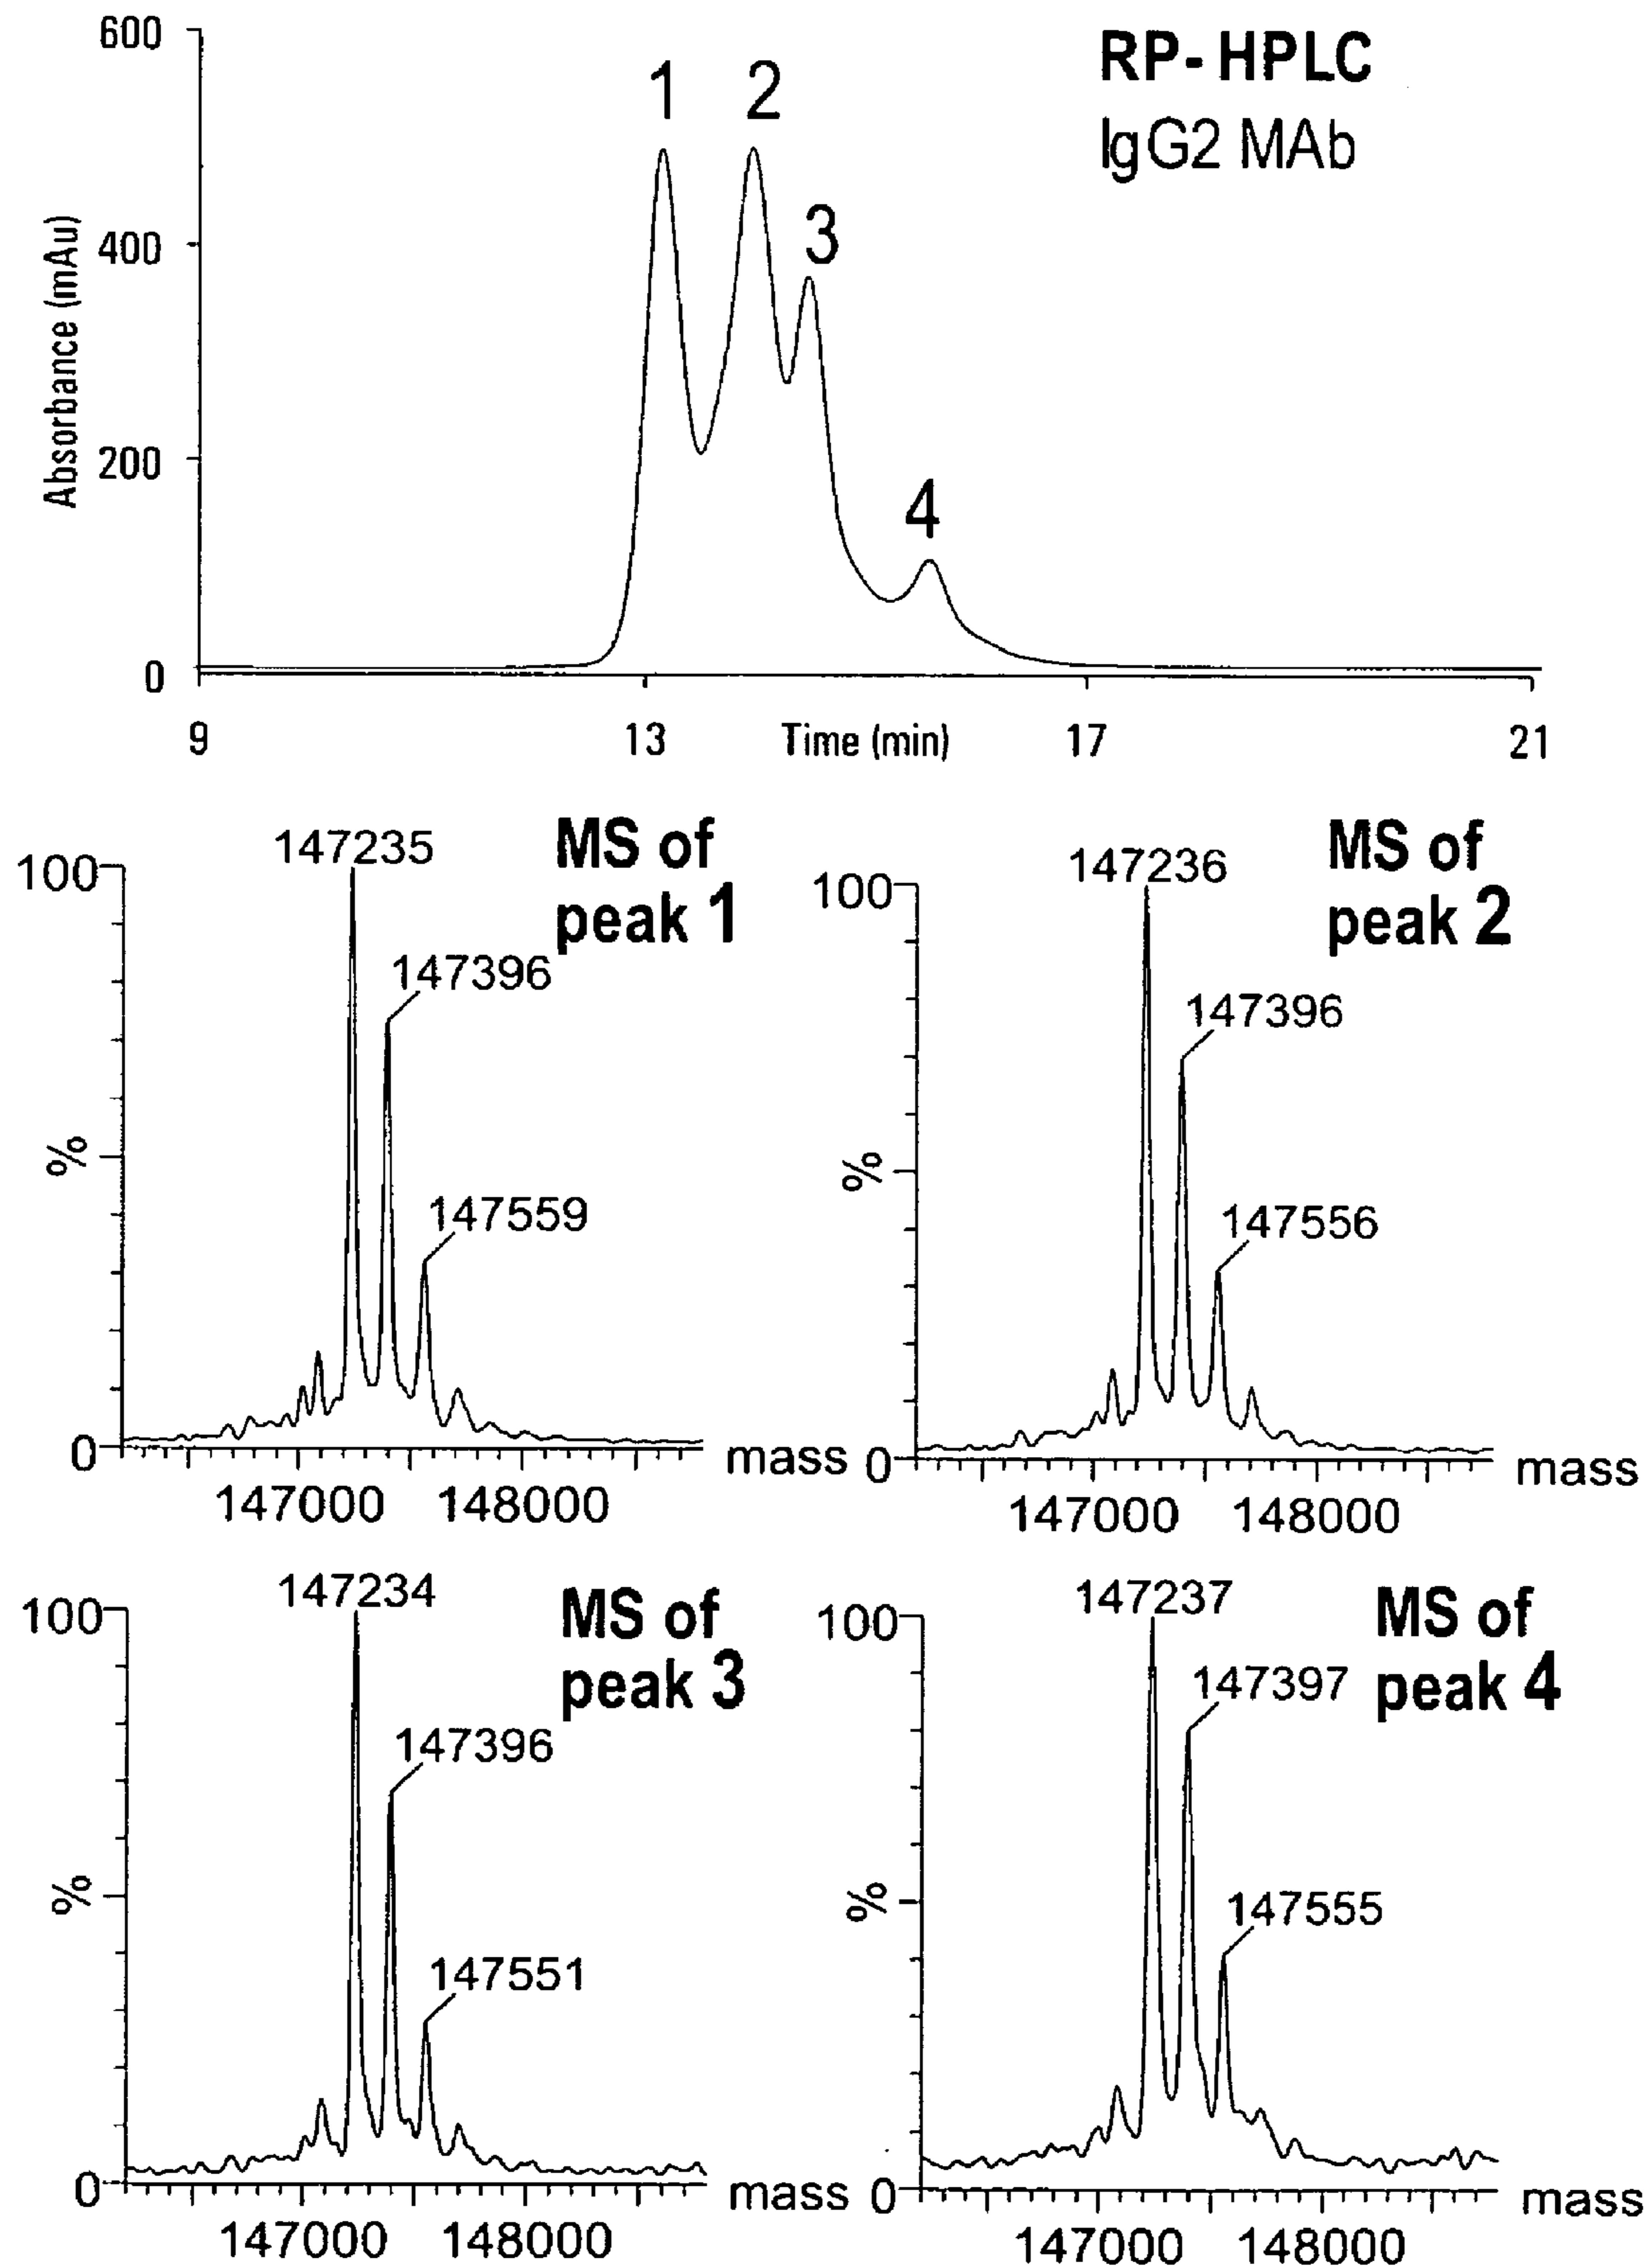 RP-HPLC
IgG2 MAb
600
400
200
0
Absorbance (mAu)
1
2
3
4
9
13
Time (min)
17
21
MS of
peak 1
147235
147396
147559
100
%
0
147000
148000
mass
MS of
peak 2
147236
147396
147556
100
%
0
147000
148000
mass
MS of
peak 3
147234
147396
147551
100
%
0
147000
148000
mass
MS of
peak 4
147237
147397
147555
100
%
0
147000
148000
mass